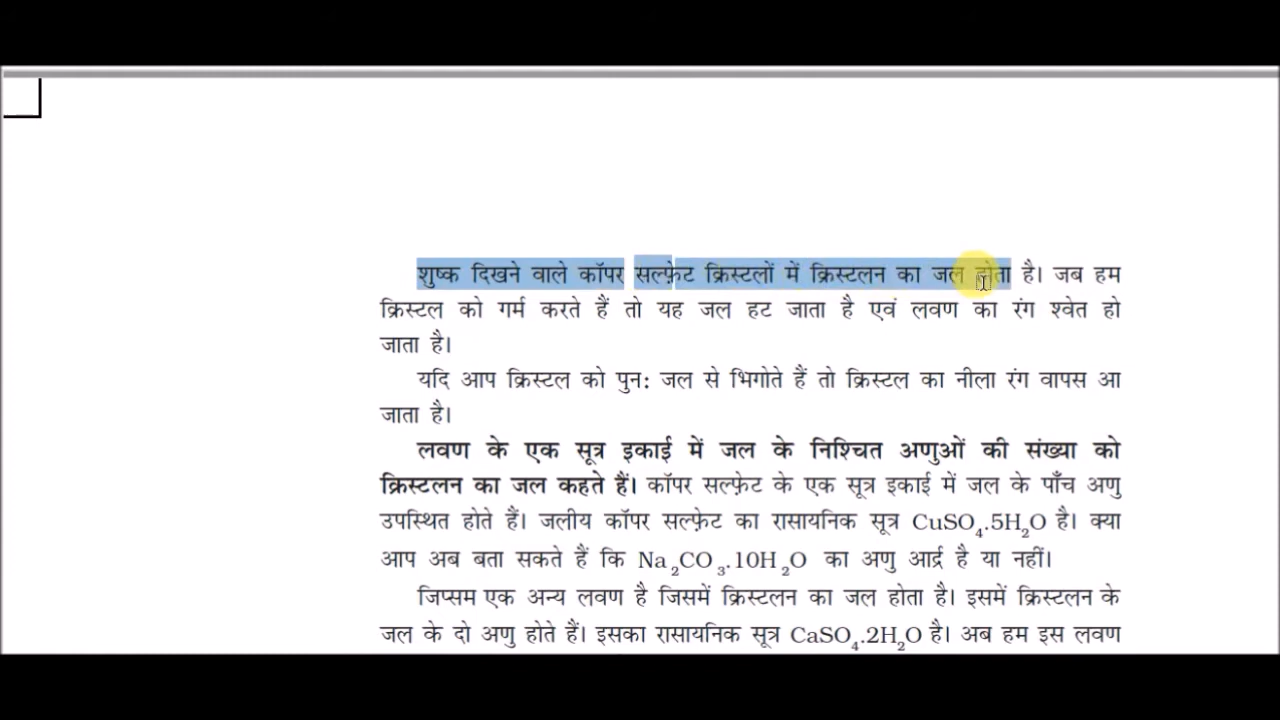 शुष्क दिखने वाले कॉपर सल्फ़ेट क्रिस्टलों में क्रिस्टलन का जल होता है। जब हम
क्रिस्टल को गर्म करते हैं तो यह जल हट जाता है एवं लवण का रंग श्वेत हो
जाता है।
यदि आप क्रिस्टल को पुन: जल से भिगोते हैं तो क्रिस्टल का नीला रंग वापस आ
जाता है।
लवण के एक सूत्र इकाई में जल के निश्चित अणुओं की संख्या को
क्रिस्टलन का जल कहते हैं। कॉपर सल्फ़ेट के एक सूत्र इकाई में जल के पाँच अणु
उपस्थित होते हैं। जलीय कॉपर सल्फ़ेट का रासायनिक सूत्र CuSO₄.5H₂O है। क्या
आप अब बता सकते हैं कि Na₂CO₃.10H₂O का अणु आर्द्र है या नहीं।
जिप्सम एक अन्य लवण है जिसमें क्रिस्टलन का जल होता है। इसमें क्रिस्टलन के
जल के दो अणु होते हैं। इसका रासायनिक सूत्र CaSO₄.2H₂O है। अब हम इस लवण